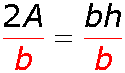 2A/b = bh/b